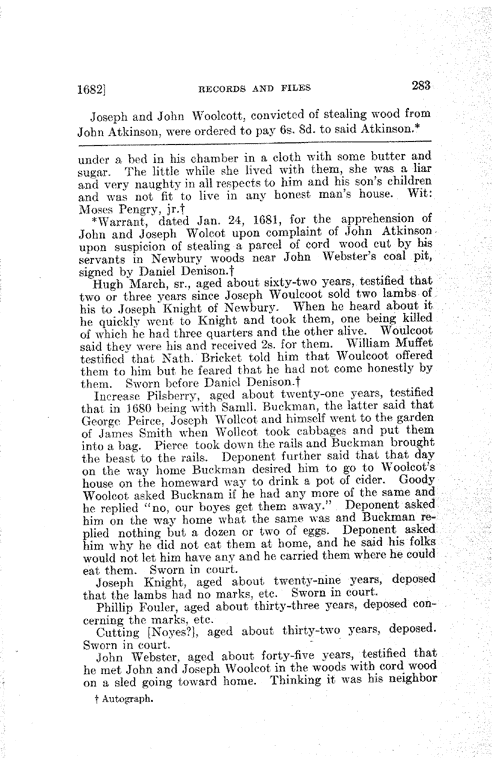 1682] RECORDS AND FILES 283
Joseph and John Woolcott, convicted of stealing wood from
John Atkinson, were ordered to pay 6s. 8d. to said Atkinson.*
under a bed in his chamber in a cloth with some butter and
sugar. The little while she lived with them, she was a liar
and very naughty in all respects to him and his son's children
and was not fit to live in any honest man's house. Wit:
Moses Pengry, jr.†
*Warrant, dated Jan. 24, 1681, for the apprehension of
John and Joseph Wolcot upon complaint of John Atkinson
upon suspicion of stealing a parcel of cord wood cut by his
servants in Newbury woods near John Webster's coal pit,
signed by Daniel Denison.†
Hugh March, sr., aged about sixty-two years, testified that
two or three years since Joseph Woulcoot sold two lambs of
his to Joseph Knight of Newbury. When he heard about it
he quickly went to Knight and took them, one being killed
of which he had three quarters and the other alive. Woulcoot
said they were his and received 2s. for them. William Muffet
testified that Nath. Bricket told him that Woulcoot offered
them to him but he feared that he had not come honestly by
them. Sworn before Daniel Denison.†
Increase Pilsberry, aged about twenty-one years, testified
that in 1680 being with Samll. Buckman, the latter said that
George Peirce, Joseph Wollcot and himself went to the garden
of James Smith when Wollcot took cabbages and put them
into a bag. Pierce took down the rails and Buckman brought
the beast to the rails. Deponent further said that that day
on the way home Buckman desired him to go to Woolcot's
house on the homeward way to drink a pot of cider. Goody
Woolcot asked Bucknam if he had any more of the same and
he replied "no, our boyes get them away." Deponent asked
him on the way home what the same was and Buckman re-
plied nothing but a dozen or two of eggs. Deponent asked
him why he did not eat them at home, and he said his folks
would not let him have any and he carried them where he could
eat them. Sworn in court.
Joseph Knight, aged about twenty-nine years, deposed
that the lambs had no marks, etc. Sworn in court.
Phillip Fouler, aged about thirty-three years, deposed con-
cerning the marks, etc.
Cutting [Noyes?], aged about thirty-two years, deposed.
Sworn in court.
John Webster, aged about forty-five years, testified that
he met John and Joseph Woolcot in the woods with cord wood
on a sled going toward home. Thinking it was his neighbor
† Autograph.